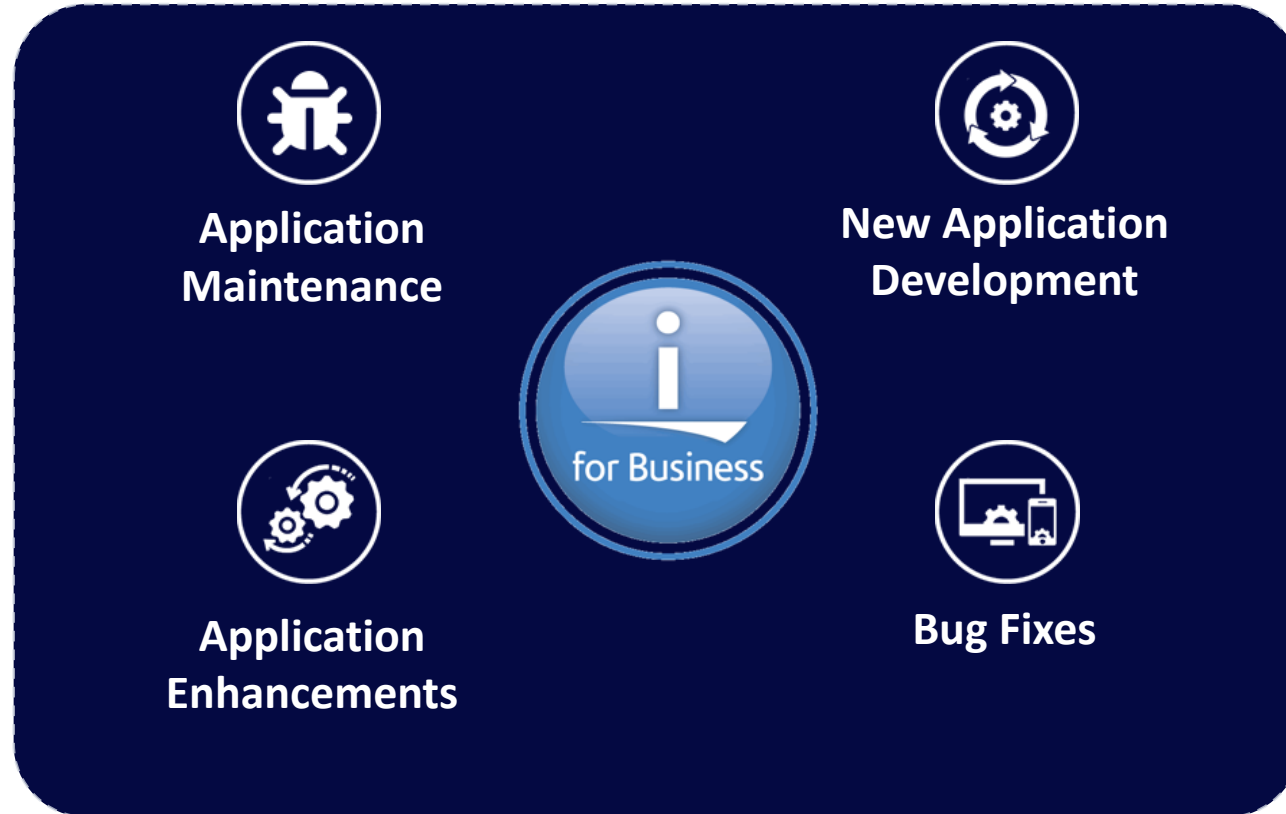 Application
Maintenance
New Application
Development
i
for Business
Application
Enhancements
Bug Fixes